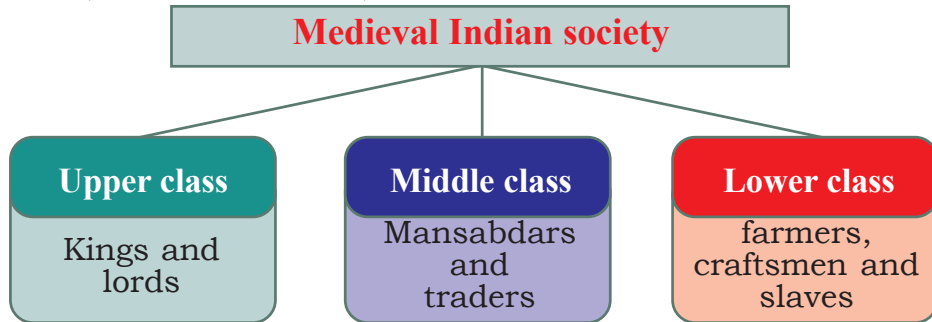 Medieval Indian society
Upper class
Kings and
lords
Middle class
Mansabdars
and
traders
Lower class
farmers,
craftsmen and
slaves